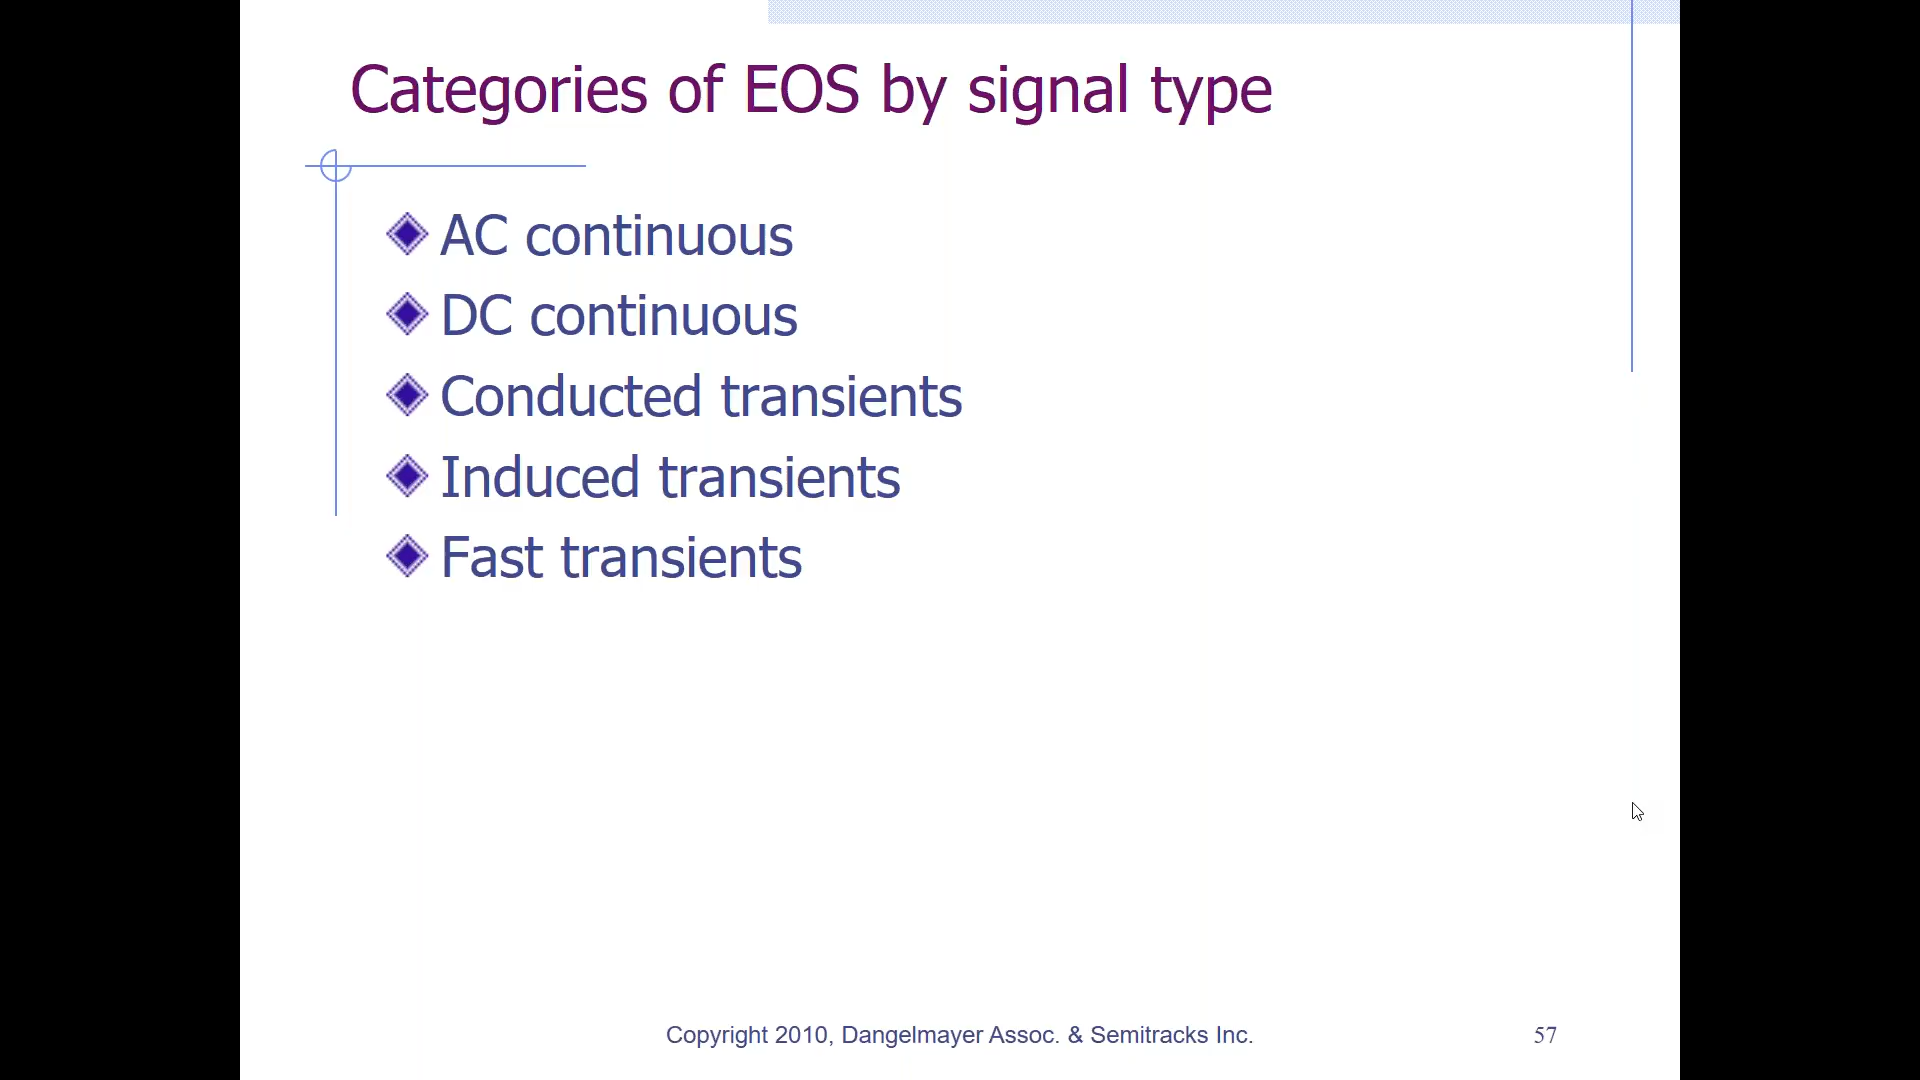 Categories of EOS by signal type
AC continuous
DC continuous
Conducted transients
Induced transients
Fast transients
Copyright 2010, Dangelmayer Assoc. & Semitracks Inc.
57